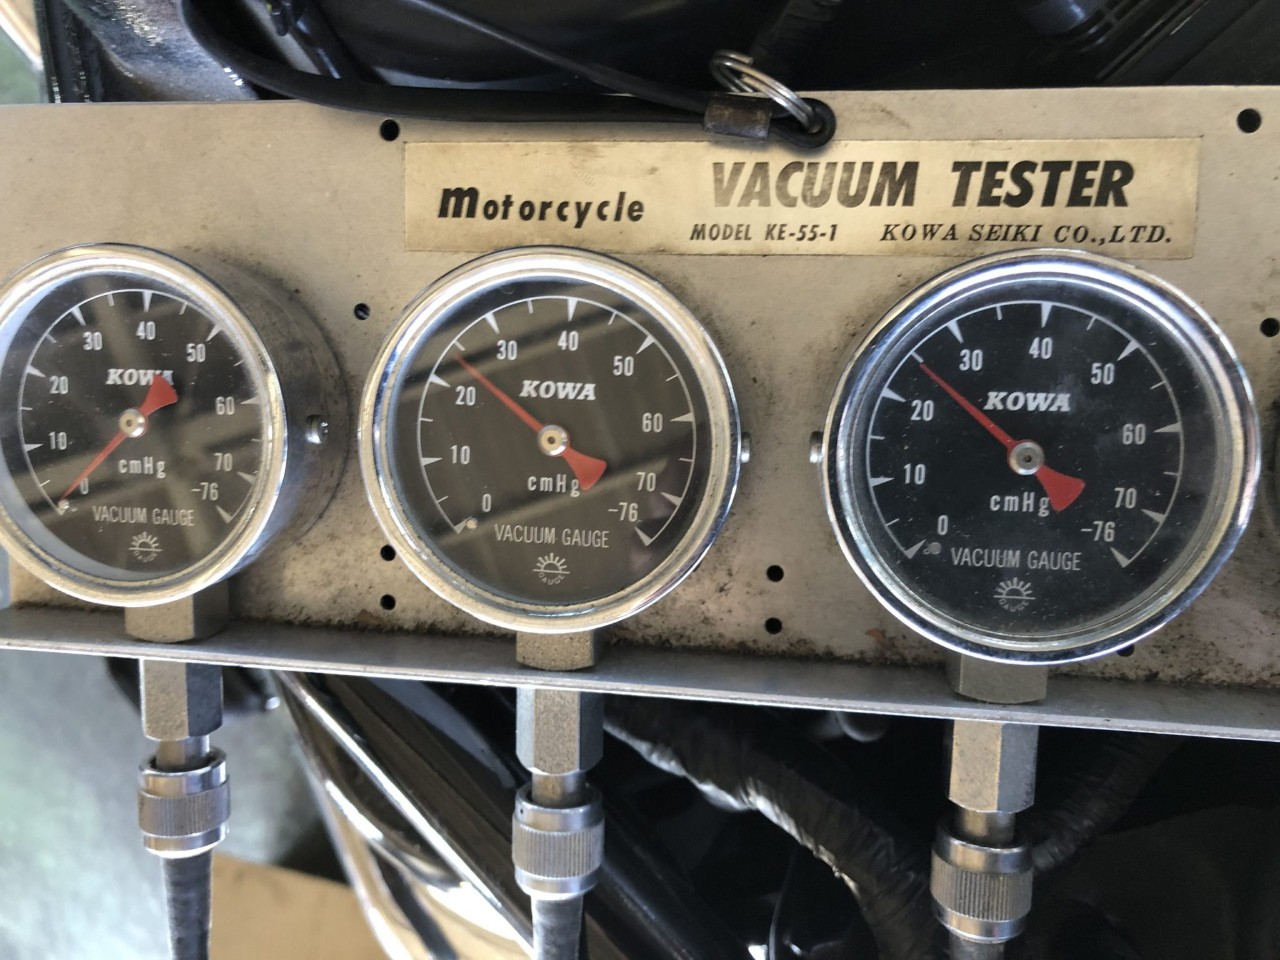 Motorcycle VACUUM TESTER
MODEL KE-55-1 KOWA SEIKI CO.,LTD.
0 10 20 30 40 50 60 70 -76
KOWA
cmHg
VACUUM GAUGE
0 10 20 30 40 50 60 70 -76
KOWA
cmHg
VACUUM GAUGE
GAUGE
0 10 20 30 40 50 60 70 -76
KOWA
cmHg
VACUUM GAUGE
GAUGE